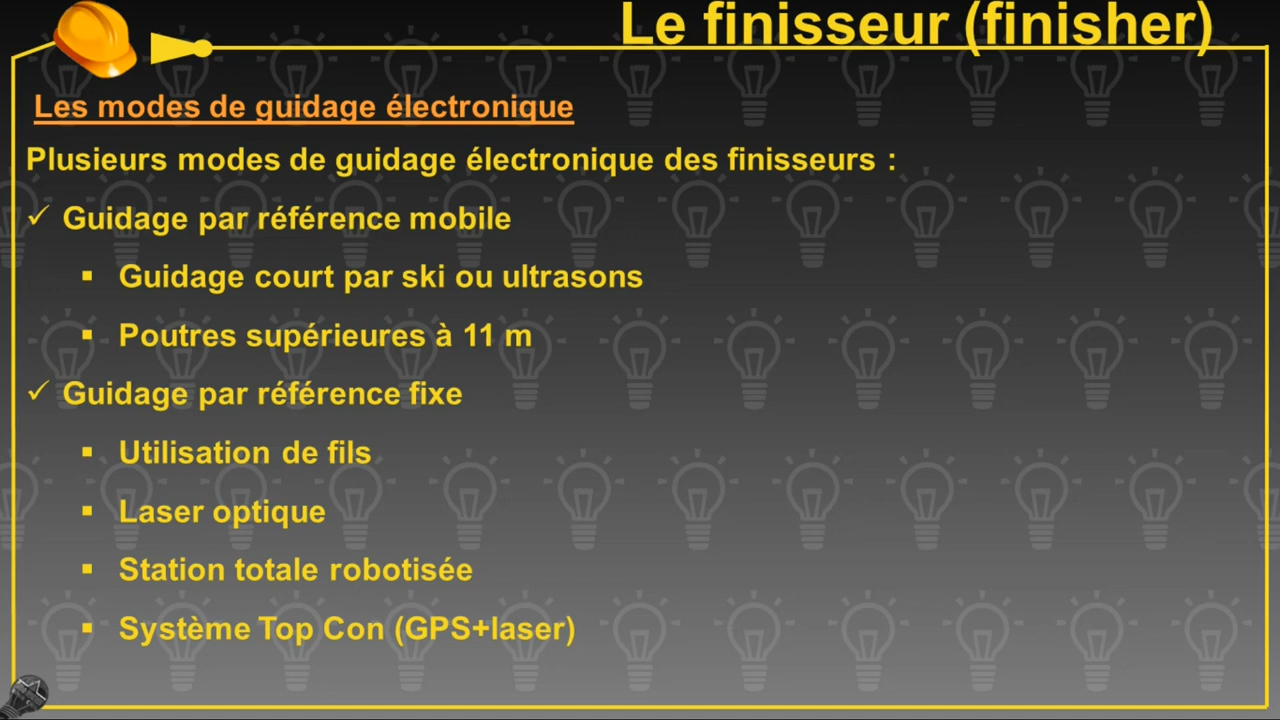 Le finisseur (finisher)
Les modes de guidage électronique
Plusieurs modes de guidage électronique des finisseurs :
✓ Guidage par référence mobile
▪ Guidage court par ski ou ultrasons
▪ Poutres supérieures à 11 m
✓ Guidage par référence fixe
▪ Utilisation de fils
▪ Laser optique
▪ Station totale robotisée
▪ Système Top Con (GPS+laser)